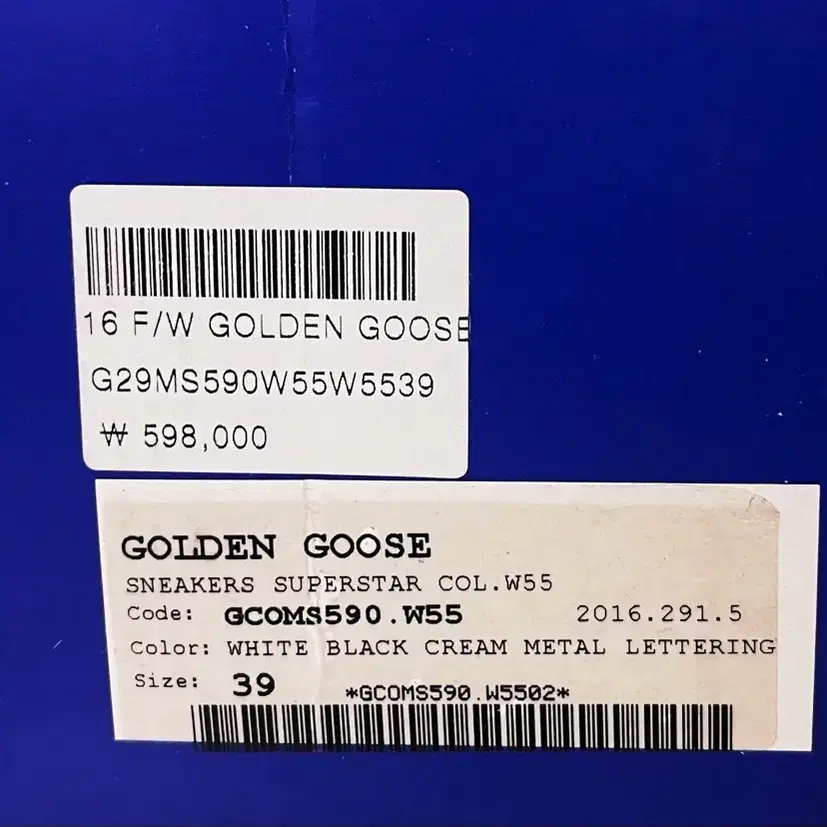 16 F/W GOLDEN GOOSE
G29MS590W55W5539
₩ 598,000
GOLDEN GOOSE
SNEAKERS SUPERSTAR COL.W55
Code: GCOMS590.W55 2016.291.5
Color: WHITE BLACK CREAM METAL LETTERING
Size: 39 *GCOMS590.W5502*